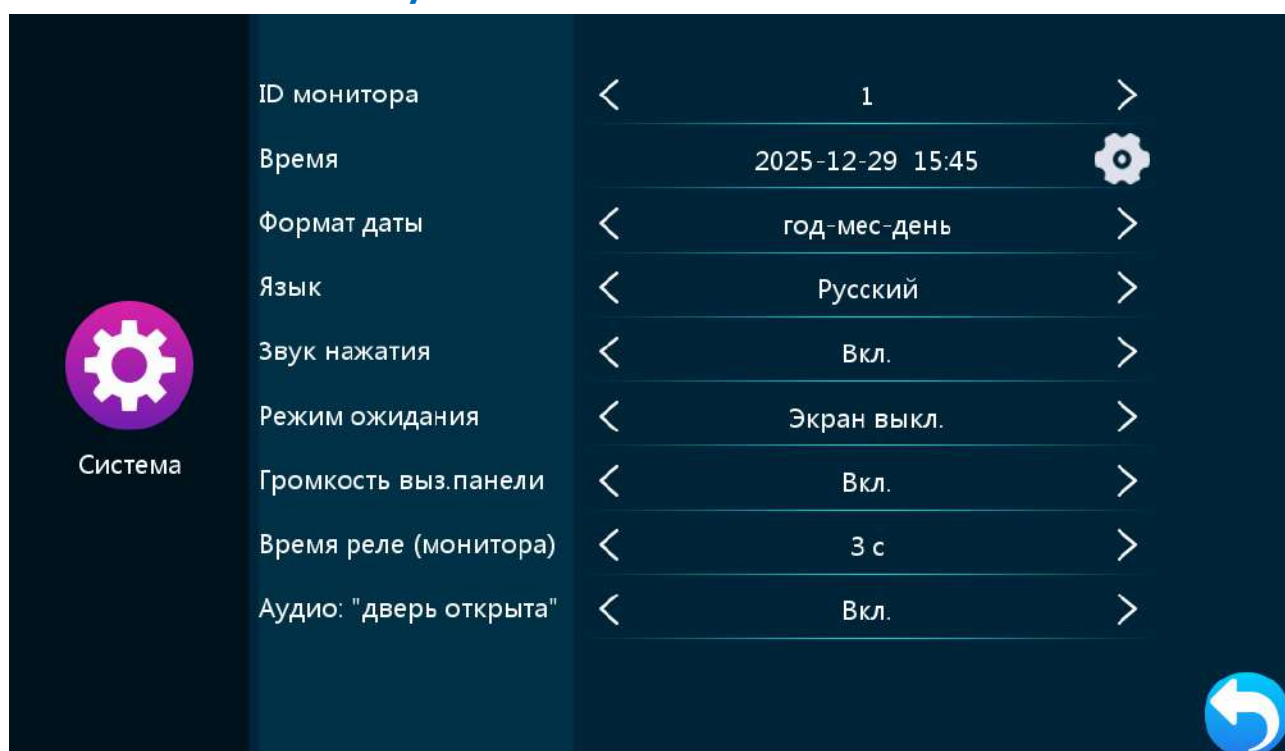 ID монитора 1
Время 2025-12-29 15:45
Формат даты год-мес-день
Язык Русский
Звук нажатия Вкл.
Режим ожидания Экран выкл.
Система
Громкость выз.панели Вкл.
Время реле (монитора) 3 с
Аудио: "дверь открыта" Вкл.